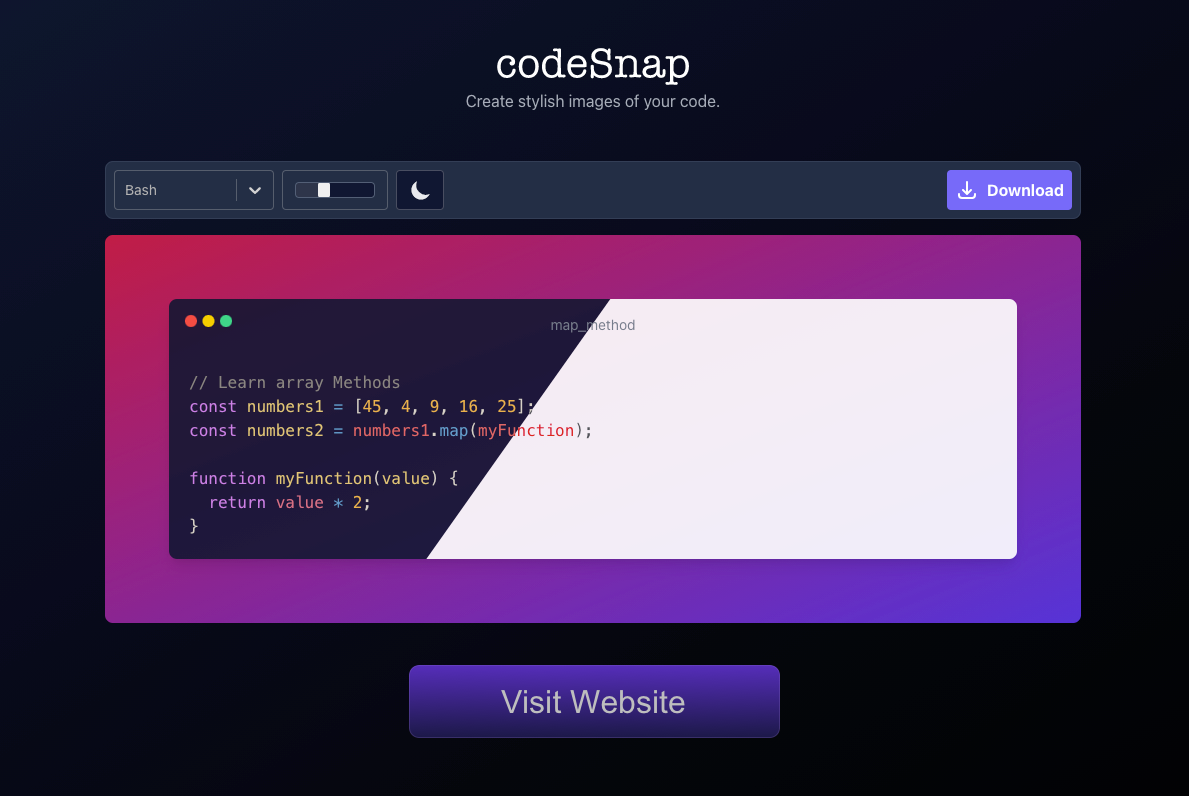 codeSnap
Create stylish images of your code.
Bash
Download
map_method
// Learn array Methods
const numbers1 = [45, 4, 9, 16, 25];
const numbers2 = numbers1.map(myFunction);
function myFunction(value) {
  return value * 2;
}
Visit Website